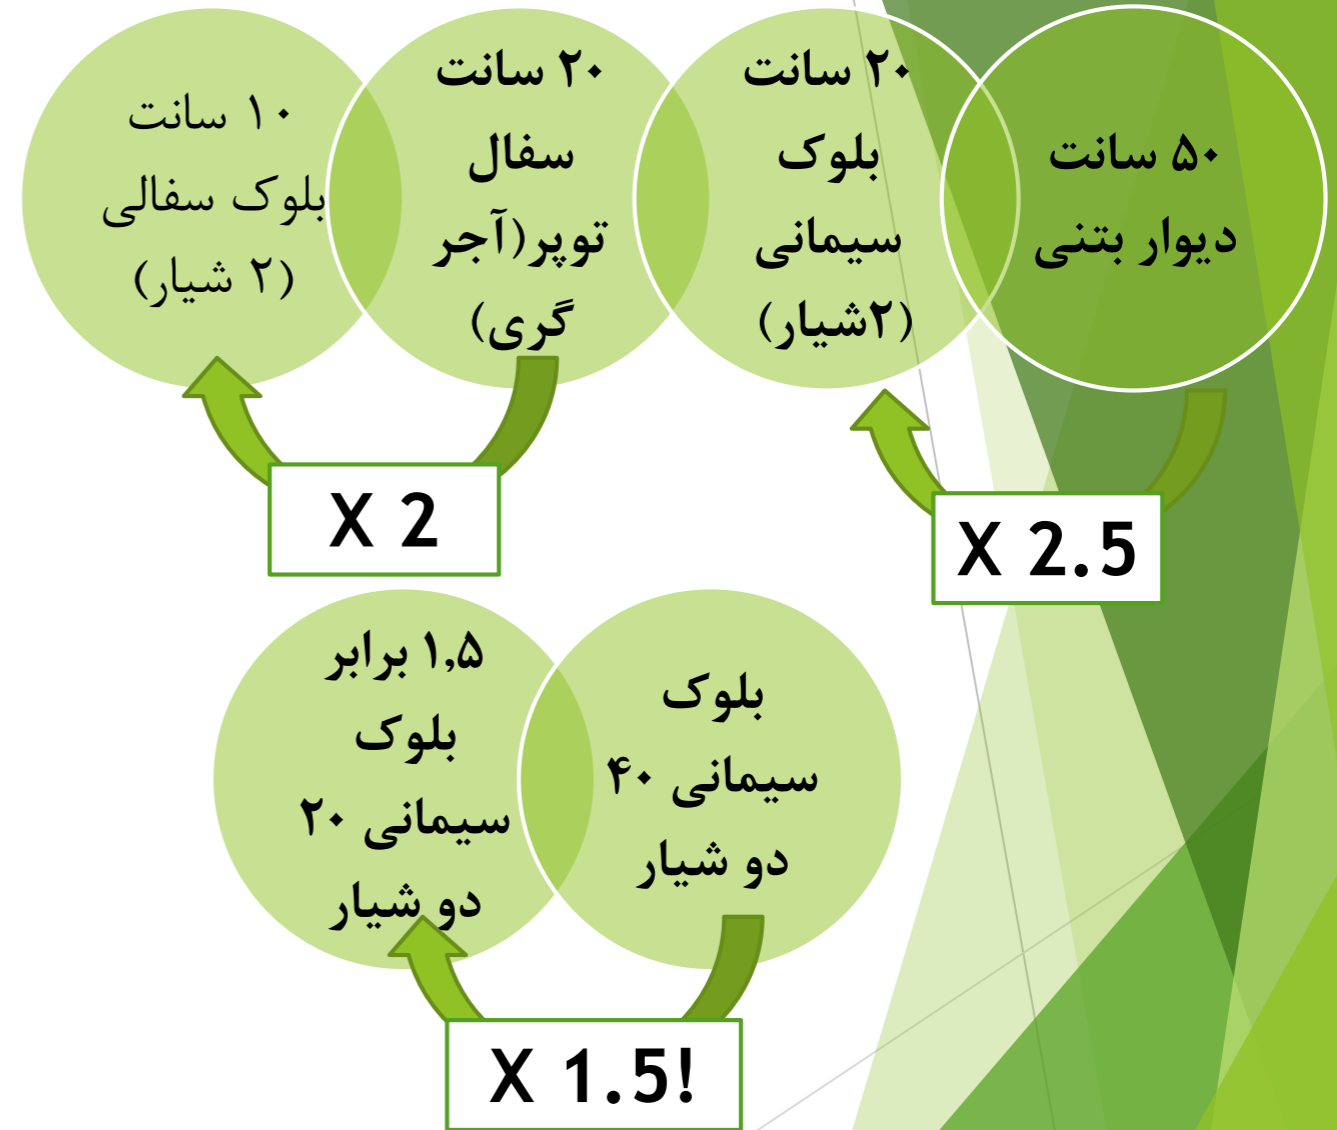 ۵۰ سانت
دیوار بتنی
۲۰ سانت
بلوک
سیمانی
(۲شیار)
۲۰ سانت
سفال
توپر(آجر
گری)
۱۰ سانت
بلوک سفالی
(۲ شیار)
X 2.5
X 2
بلوک
سیمانی ۴۰
دو شیار
۱,۵ برابر
بلوک
سیمانی ۲۰
دو شیار
X 1.5!